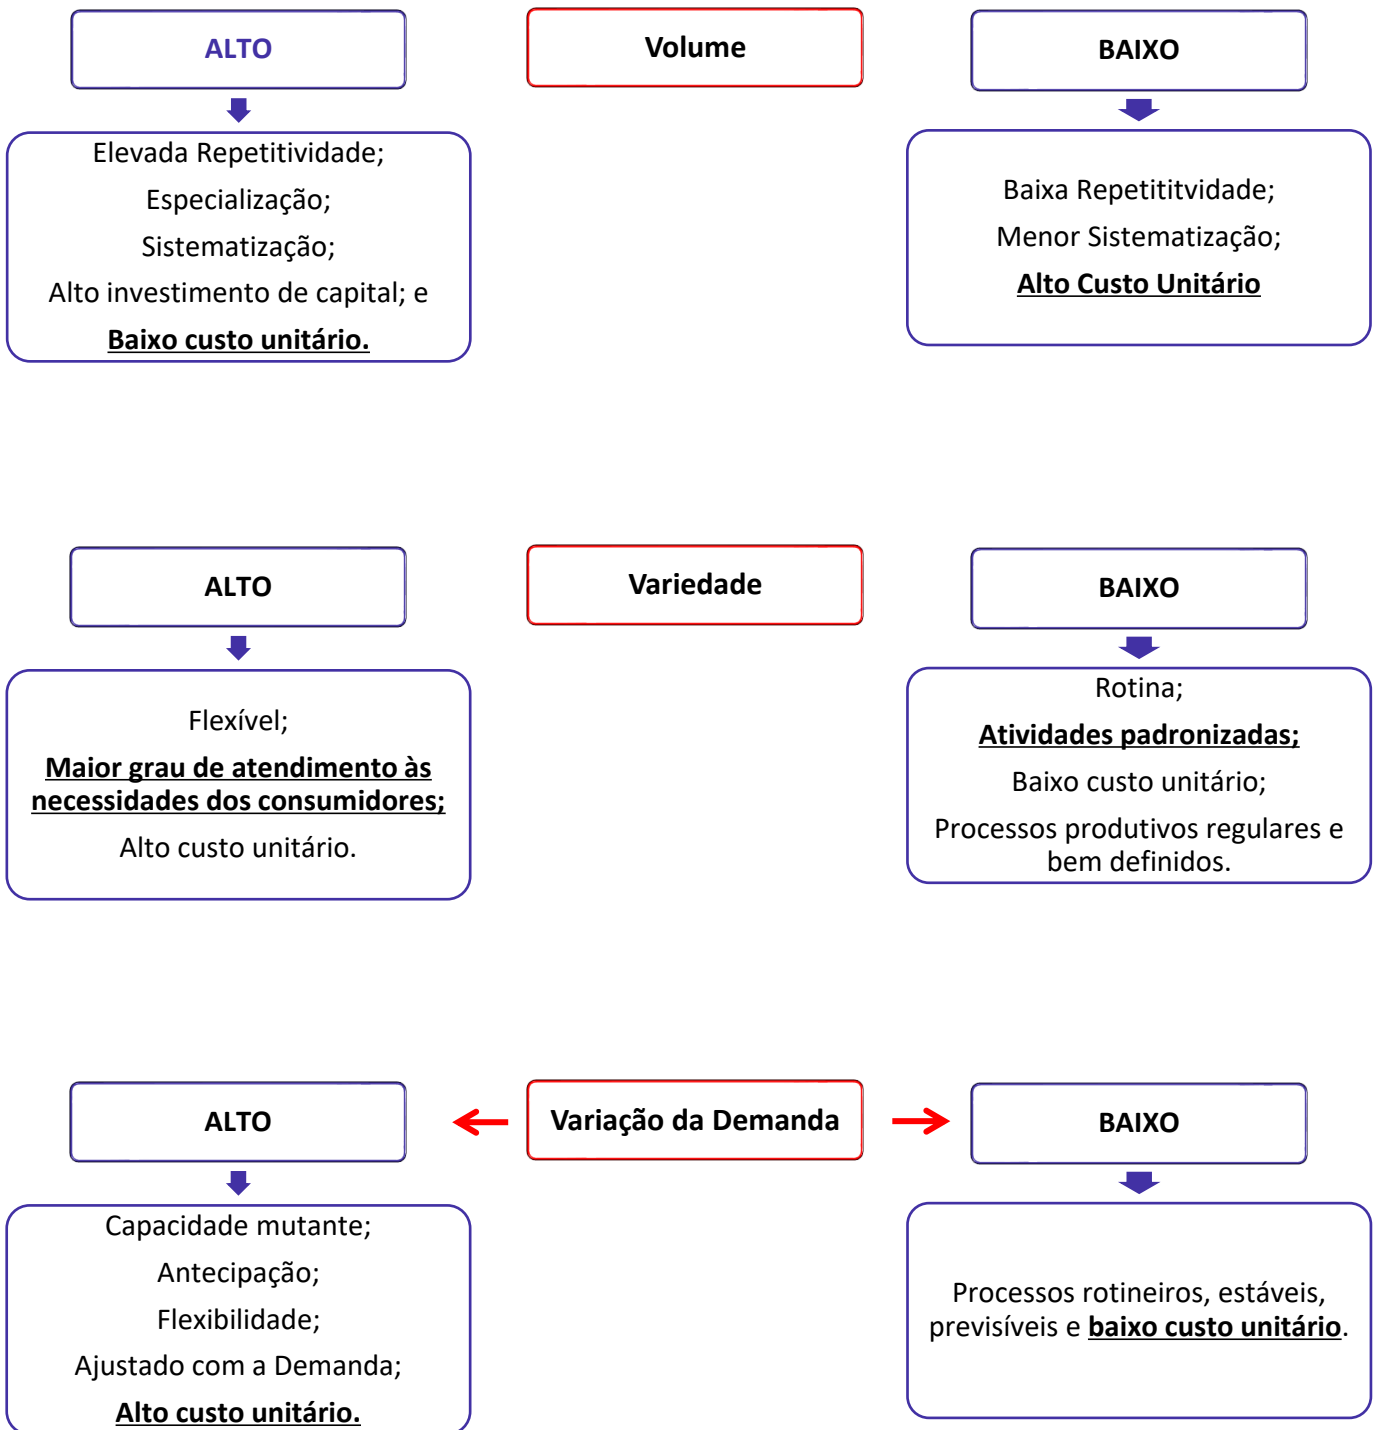 ALTO
Volume
BAIXO
Elevada Repetitividade;
Especialização;
Sistematização;
Alto investimento de capital; e
Baixo custo unitário.
Baixa Repetititvidade;
Menor Sistematização;
Alto Custo Unitário
ALTO
Variedade
BAIXO
Flexível;
Maior grau de atendimento às
necessidades dos consumidores;
Alto custo unitário.
Rotina;
Atividades padronizadas;
Baixo custo unitário;
Processos produtivos regulares e
bem definidos.
ALTO
Variação da Demanda
BAIXO
Capacidade mutante;
Antecipação;
Flexibilidade;
Ajustado com a Demanda;
Alto custo unitário.
Processos rotineiros, estáveis,
previsíveis e baixo custo unitário.